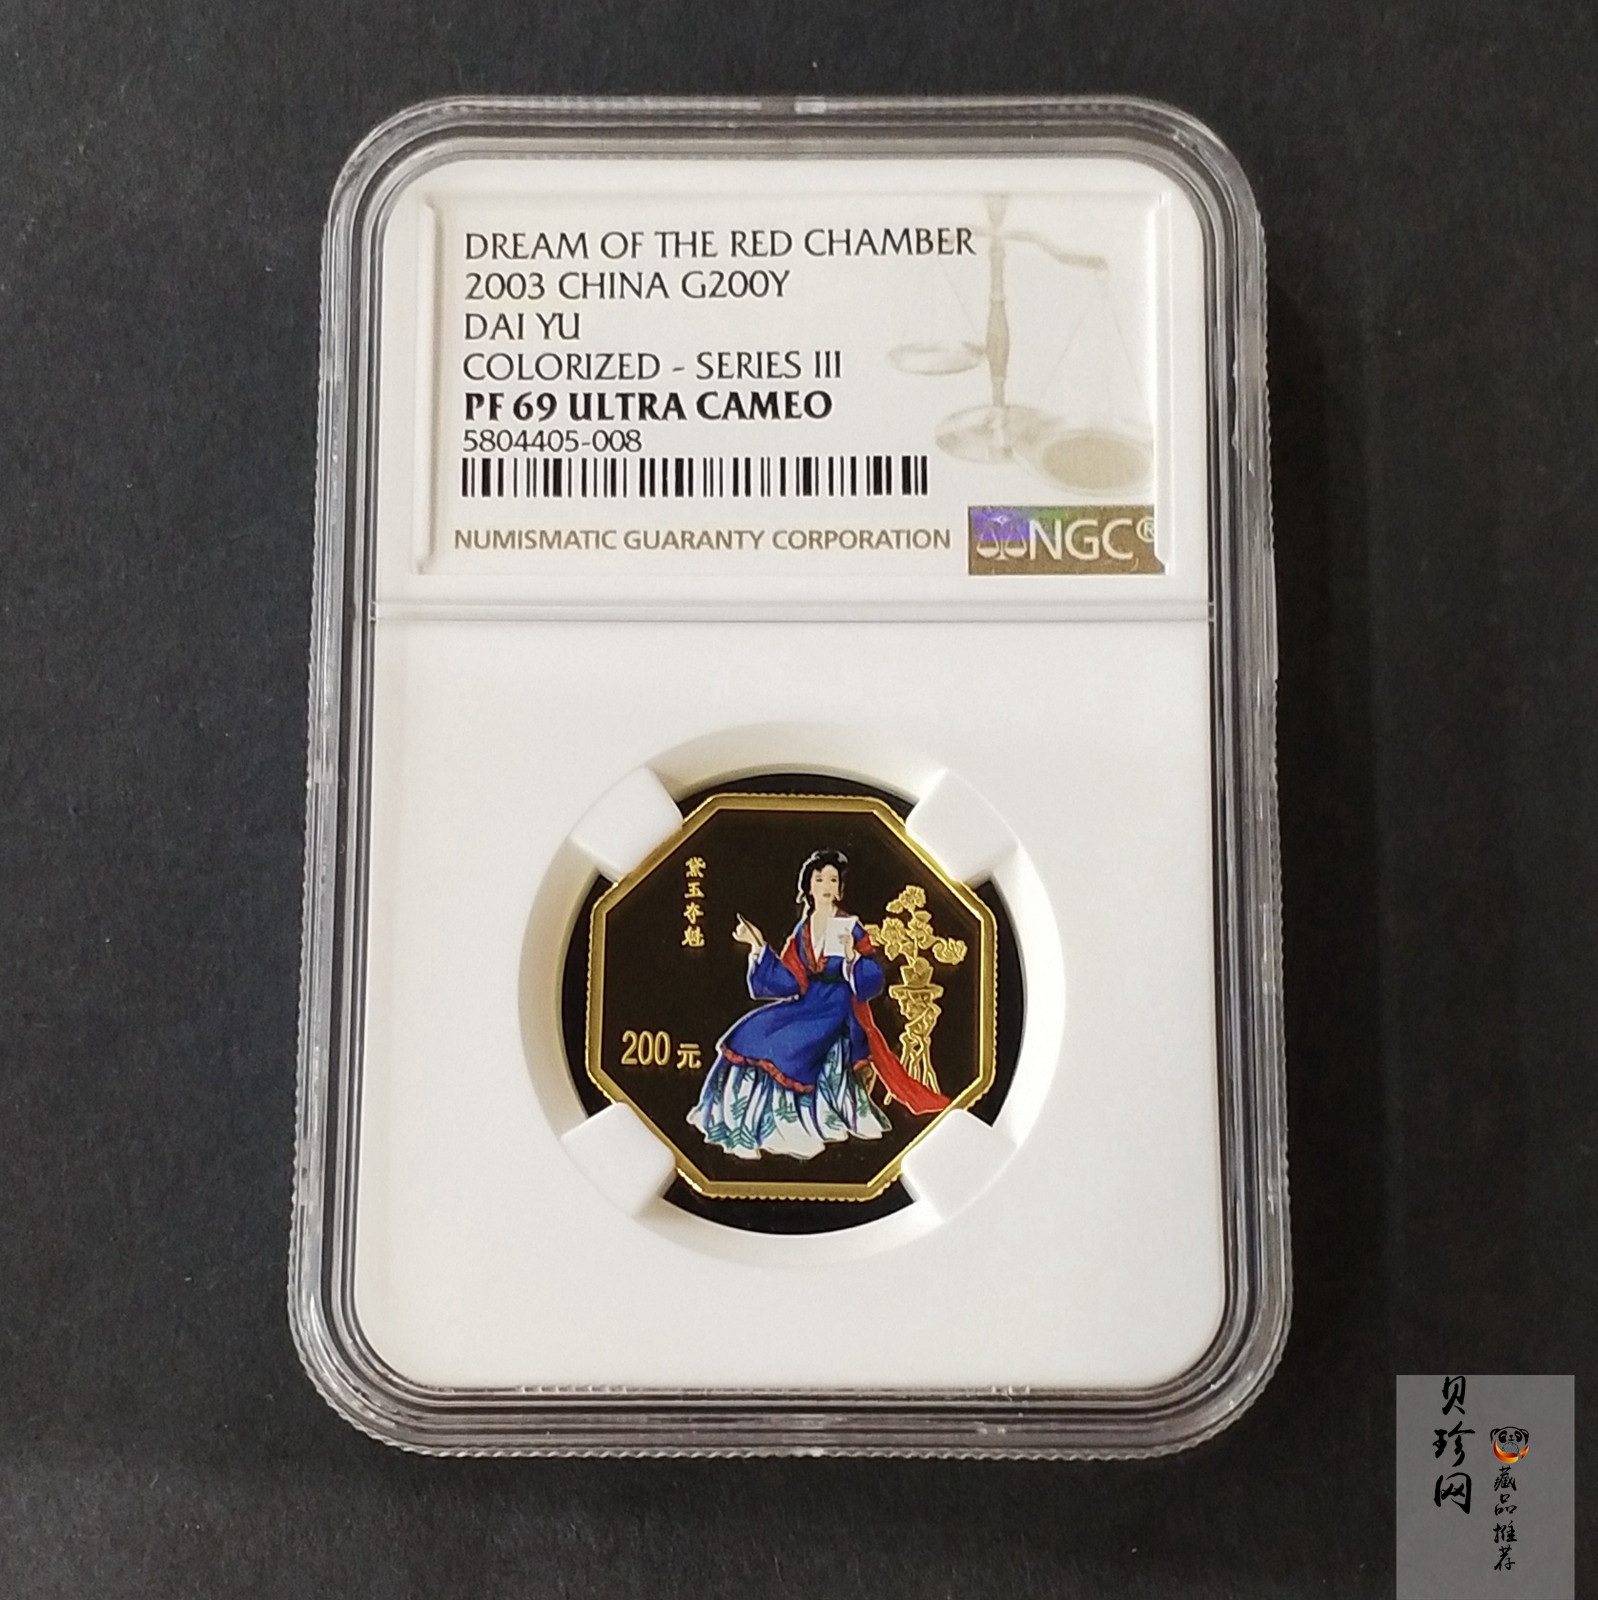 DREAM OF THE RED CHAMBER
2003 CHINA G200Y
DAI YU
COLORIZED - SERIES III
PF 69 ULTRA CAMEO
5804405-008
NUMISMATIC GUARANTY CORPORATION
NGC®
黛玉夺魁
200元
贝珍网
藏品推荐